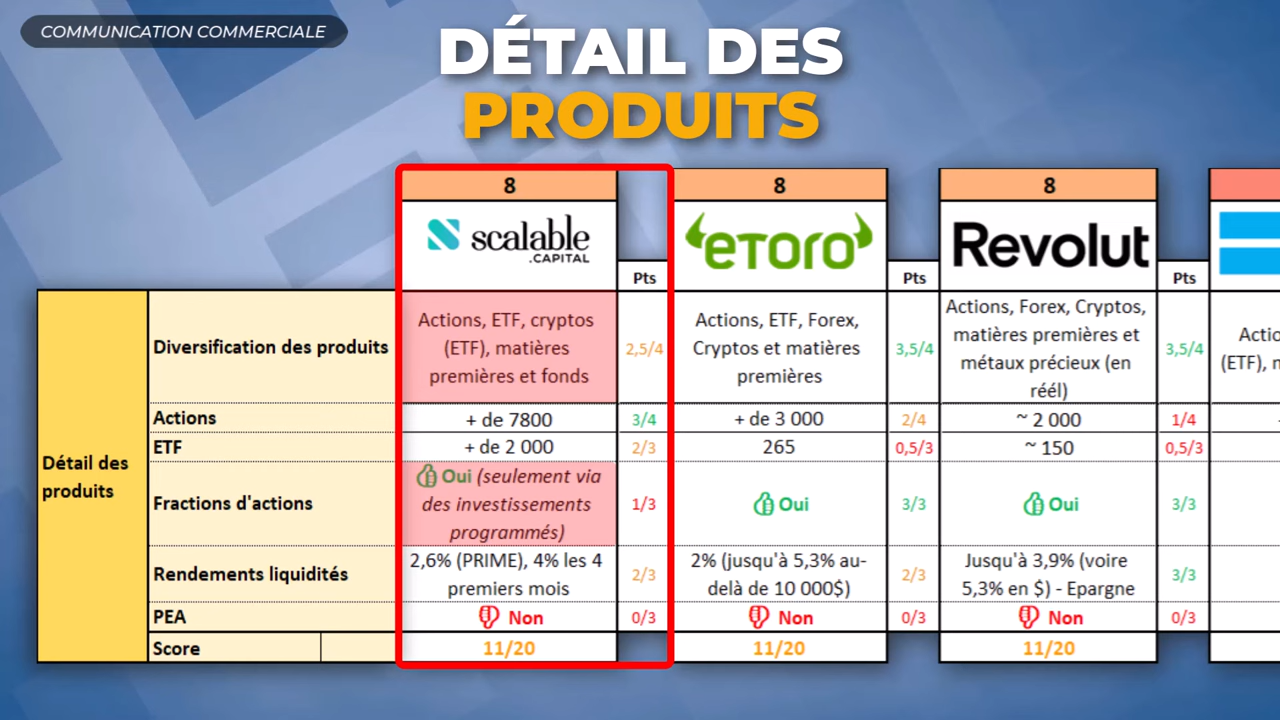 COMMUNICATION COMMERCIALE
DÉTAIL DES
PRODUITS
8
8
8
scalable
.CAPITAL
Pts
eTORO
Pts
Revolut
Pts
Détail des
produits
Diversification des produits
Actions, ETF, cryptos
(ETF), matières
premières et fonds
2,5/4
Actions, ETF, Forex,
Cryptos et matières
premières
3,5/4
Actions, Forex, Cryptos,
matières premières et
métaux précieux (en
réél)
3,5/4
Actio
(ETF), m
Actions
+ de 7800
3/4
+ de 3 000
2/4
~ 2 000
1/4
ETF
+ de 2 000
2/3
265
0,5/3
~ 150
0,5/3
Fractions d'actions
Oui (seulement via
des investissements
programmés)
1/3
Oui
3/3
Oui
3/3
Rendements liquidités
2,6% (PRIME), 4% les 4
premiers mois
2/3
2% (jusqu'à 5,3% au-
delà de 10 000$)
2/3
Jusqu'à 3,9% (voire
5,3% en $) - Epargne
3/3
PEA
Non
0/3
Non
0/3
Non
0/3
Score
11/20
11/20
11/20